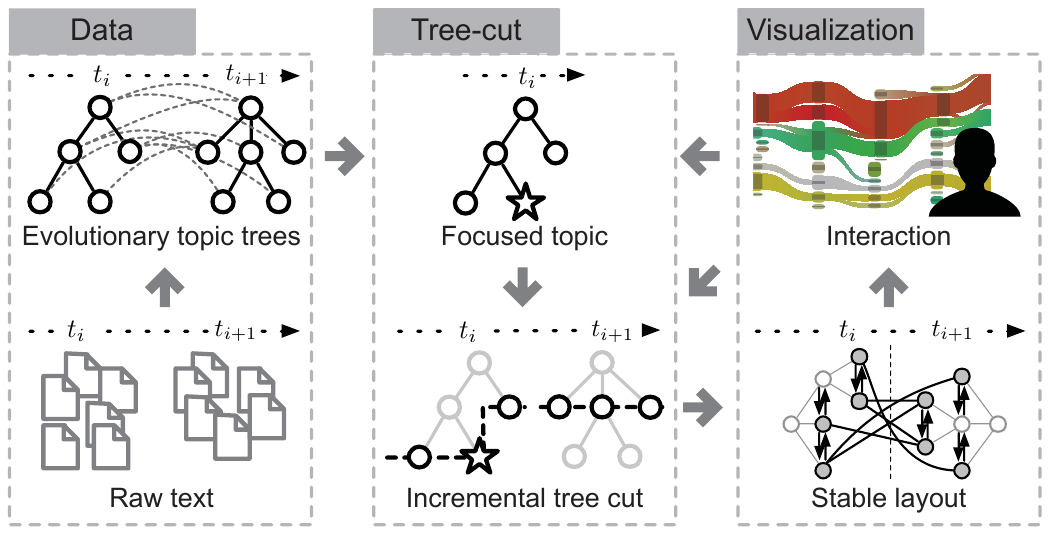 Data
t_i
t_{i+1}
Evolutionary topic trees
t_i
t_{i+1}
Raw text
Tree-cut
t_i
Focused topic
t_i
t_{i+1}
Incremental tree cut
Visualization
Interaction
t_i
t_{i+1}
Stable layout